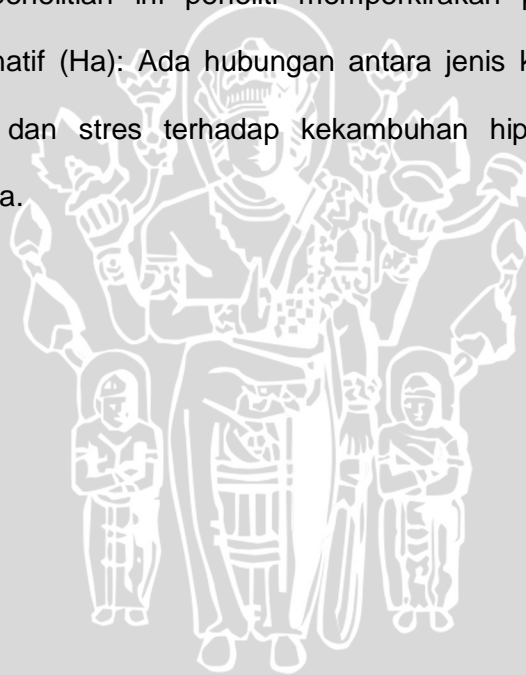 penelitian ini peneliti memperkirakan
natif (Ha): Ada hubungan antara jenis
dan stres terhadap kekambuhan hip
a.